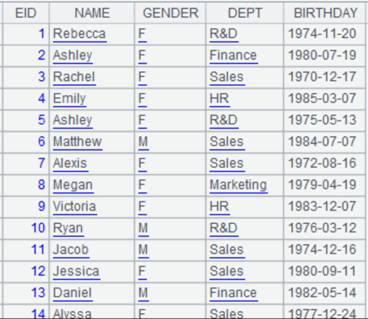 EID NAME GENDER DEPT BIRTHDAY
1 Rebecca F R&D 1974-11-20
2 Ashley F Finance 1980-07-19
3 Rachel F Sales 1970-12-17
4 Emily F HR 1985-03-07
5 Ashley F R&D 1975-05-13
6 Matthew M Sales 1984-07-07
7 Alexis F Sales 1972-08-16
8 Megan F Marketing 1979-04-19
9 Victoria F HR 1983-12-07
10 Ryan M R&D 1976-03-12
11 Jacob M Sales 1974-12-16
12 Jessica F Sales 1980-09-11
13 Daniel M Finance 1982-05-14
14 Alyssa F Sales 1977-12-24